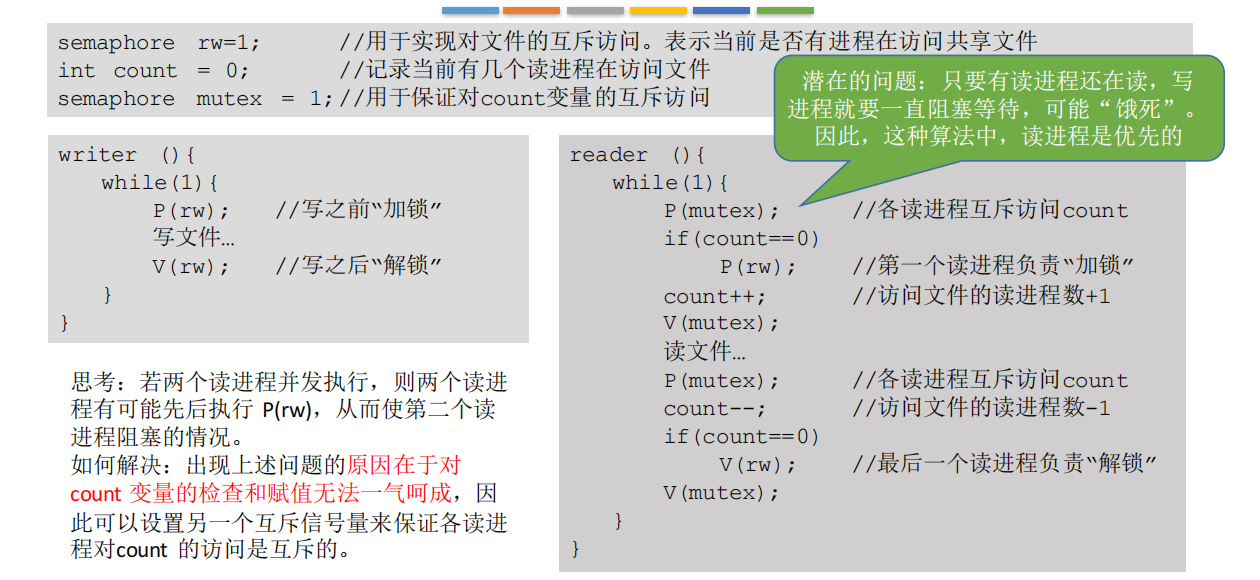 semaphore rw=1; //用于实现对文件的互斥访问。表示当前是否有进程在访问共享文件
int count = 0; //记录当前有几个读进程在访问文件
semaphore mutex = 1;//用于保证对count变量的互斥访问
潜在的问题：只要有读进程还在读，写
进程就要一直阻塞等待，可能“饿死”。
因此，这种算法中，读进程是优先的
writer (){
while(1){
P(rw); //写之前“加锁”
写文件…
V(rw); //写之后“解锁”
}
}
思考：若两个读进程并发执行，则两个读进
程有可能先后执行 P(rw)，从而使第二个读
进程阻塞的情况。
如何解决：出现上述问题的原因在于对
count 变量的检查和赋值无法一气呵成，因
此可以设置另一个互斥信号量来保证各读进
程对count 的访问是互斥的。
reader (){
while(1){
P(mutex); //各读进程互斥访问count
if(count==0)
P(rw); //第一个读进程负责“加锁”
count++; //访问文件的读进程数+1
V(mutex);
读文件…
P(mutex); //各读进程互斥访问count
count--; //访问文件的读进程数-1
if(count==0)
V(rw); //最后一个读进程负责“解锁”
V(mutex);
}
}